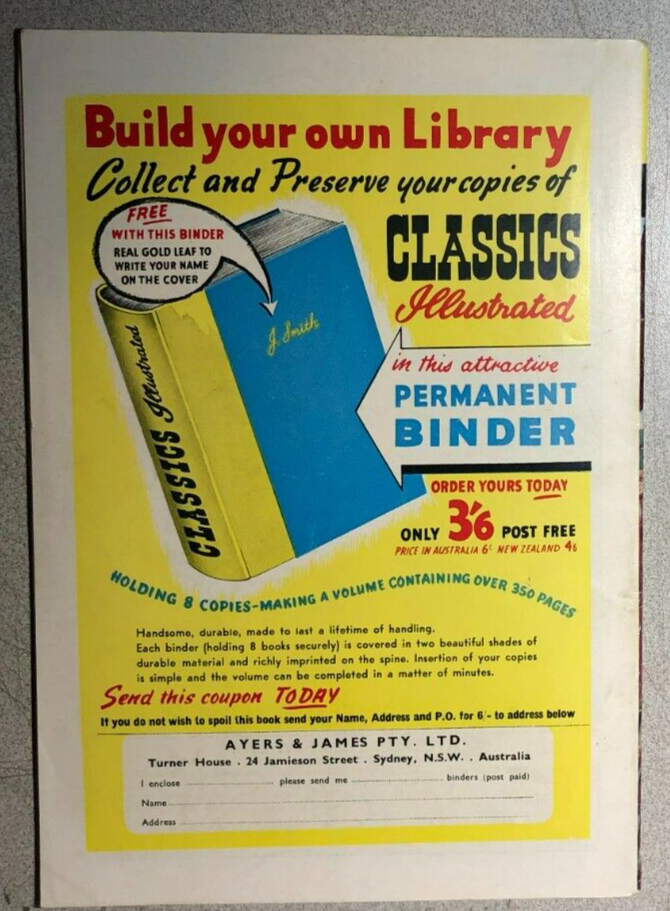 Build your own Library
Collect and Preserve your copies of
CLASSICS
Illustrated
FREE
WITH THIS BINDER
REAL GOLD LEAF TO
WRITE YOUR NAME
ON THE COVER
J. Smith
CLASSICS Illustrated
in this attractive
PERMANENT
BINDER
ORDER YOURS TODAY
ONLY 3'6 POST FREE
PRICE IN AUSTRALIA 6/- NEW ZEALAND 4/6
HOLDING 8 COPIES-MAKING A VOLUME CONTAINING OVER 350 PAGES
Handsome, durable, made to last a lifetime of handling.
Each binder (holding 8 books securely) is covered in two beautiful shades of
durable material and richly imprinted on the spine. Insertion of your copies
is simple and the volume can be completed in a matter of minutes.
Send this coupon TODAY
If you do not wish to spoil this book send your Name, Address and P.O. for 6/- to address below
AYERS & JAMES PTY. LTD.
Turner House . 24 Jamieson Street . Sydney, N.S.W. . Australia
I enclose ........................ please send me ........................ binders (post paid)
Name ........................
Address ........................